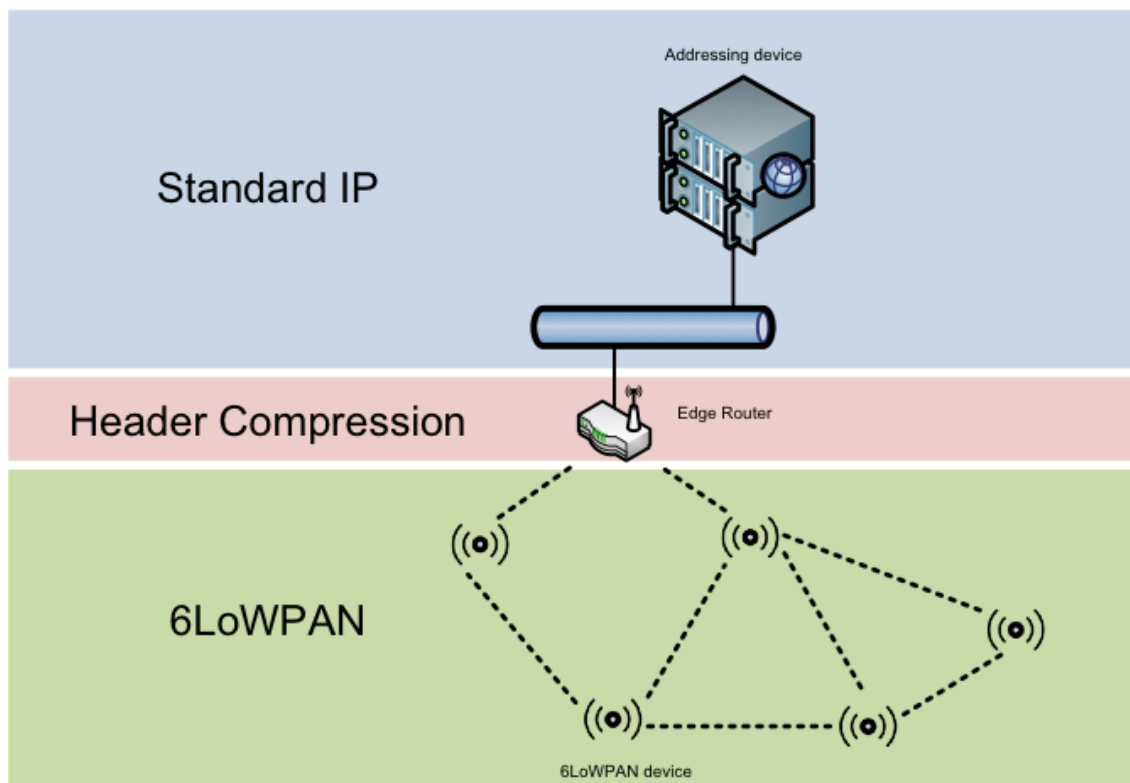 Addressing device
Standard IP
Header Compression
Edge Router
6LoWPAN
6LoWPAN device